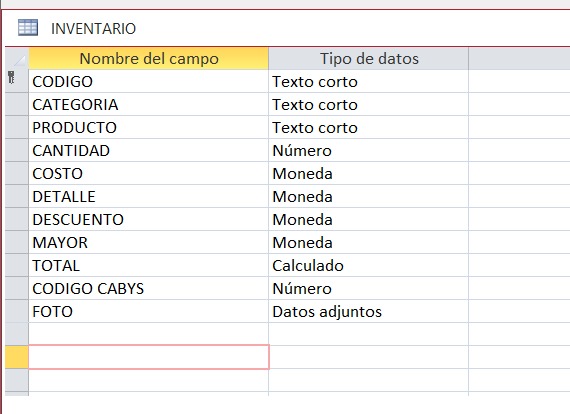 INVENTARIO
Nombre del campo Tipo de datos
CODIGO Texto corto
CATEGORIA Texto corto
PRODUCTO Texto corto
CANTIDAD Número
COSTO Moneda
DETALLE Moneda
DESCUENTO Moneda
MAYOR Moneda
TOTAL Calculado
CODIGO CABYS Número
FOTO Datos adjuntos